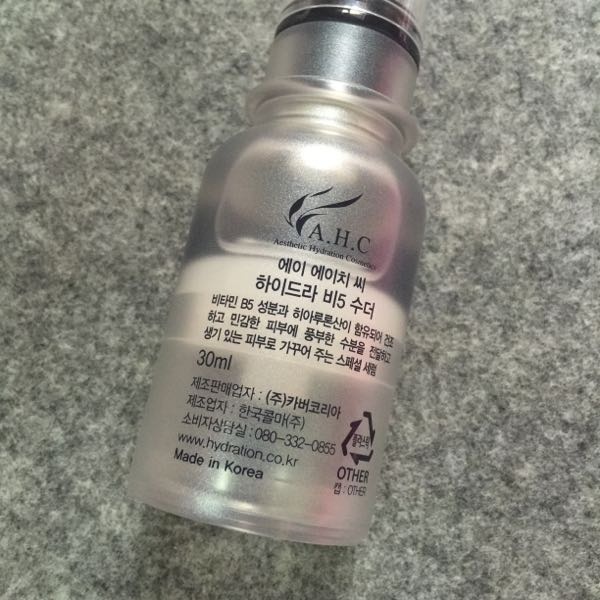 A.H.C
Aesthetic Hydration Cosmetics
에이 에이치 씨
하이드라 비5 수더
비타민 B5 성분과 히아루론산이 함유되어 건조
하고 민감한 피부에 풍부한 수분을 전달하고
생기 있는 피부로 가꾸어 주는 스페셜 세럼
30ml
제조판매업자 : (주)카버코리아
제조업자 : 한국콜마(주)
소비자상담실 : 080-332-0855
www.hydration.co.kr
Made in Korea
플라스틱
OTHER
캡 : OTHER